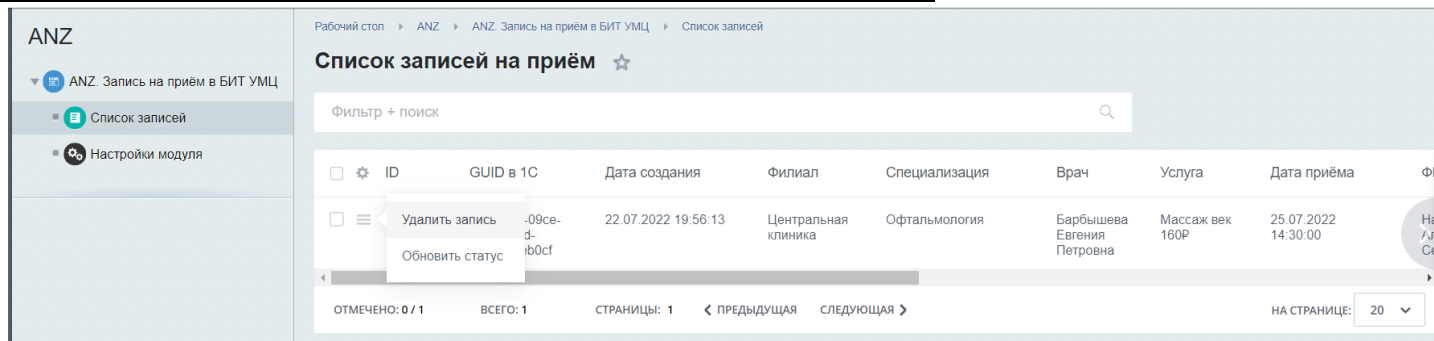 ANZ
ANZ. Запись на приём в БИТ УМЦ
Список записей
Настройки модуля
Рабочий стол ANZ ANZ. Запись на приём в БИТ УМЦ Список записей
Список записей на приём
Фильтр + поиск
ID GUID в 1С Дата создания Филиал Специализация Врач Услуга Дата приёма
Удалить запись
Обновить статус
-09ce-
d-
eb0cf
22.07.2022 19:56:13
Центральная
клиника
Офтальмология
Барбышева
Евгения
Петровна
Массаж век
160₽
25.07.2022
14:30:00
ОТМЕЧЕНО: 0 / 1 ВСЕГО: 1 СТРАНИЦЫ: 1 ПРЕДЫДУЩАЯ СЛЕДУЮЩАЯ НА СТРАНИЦЕ: 20